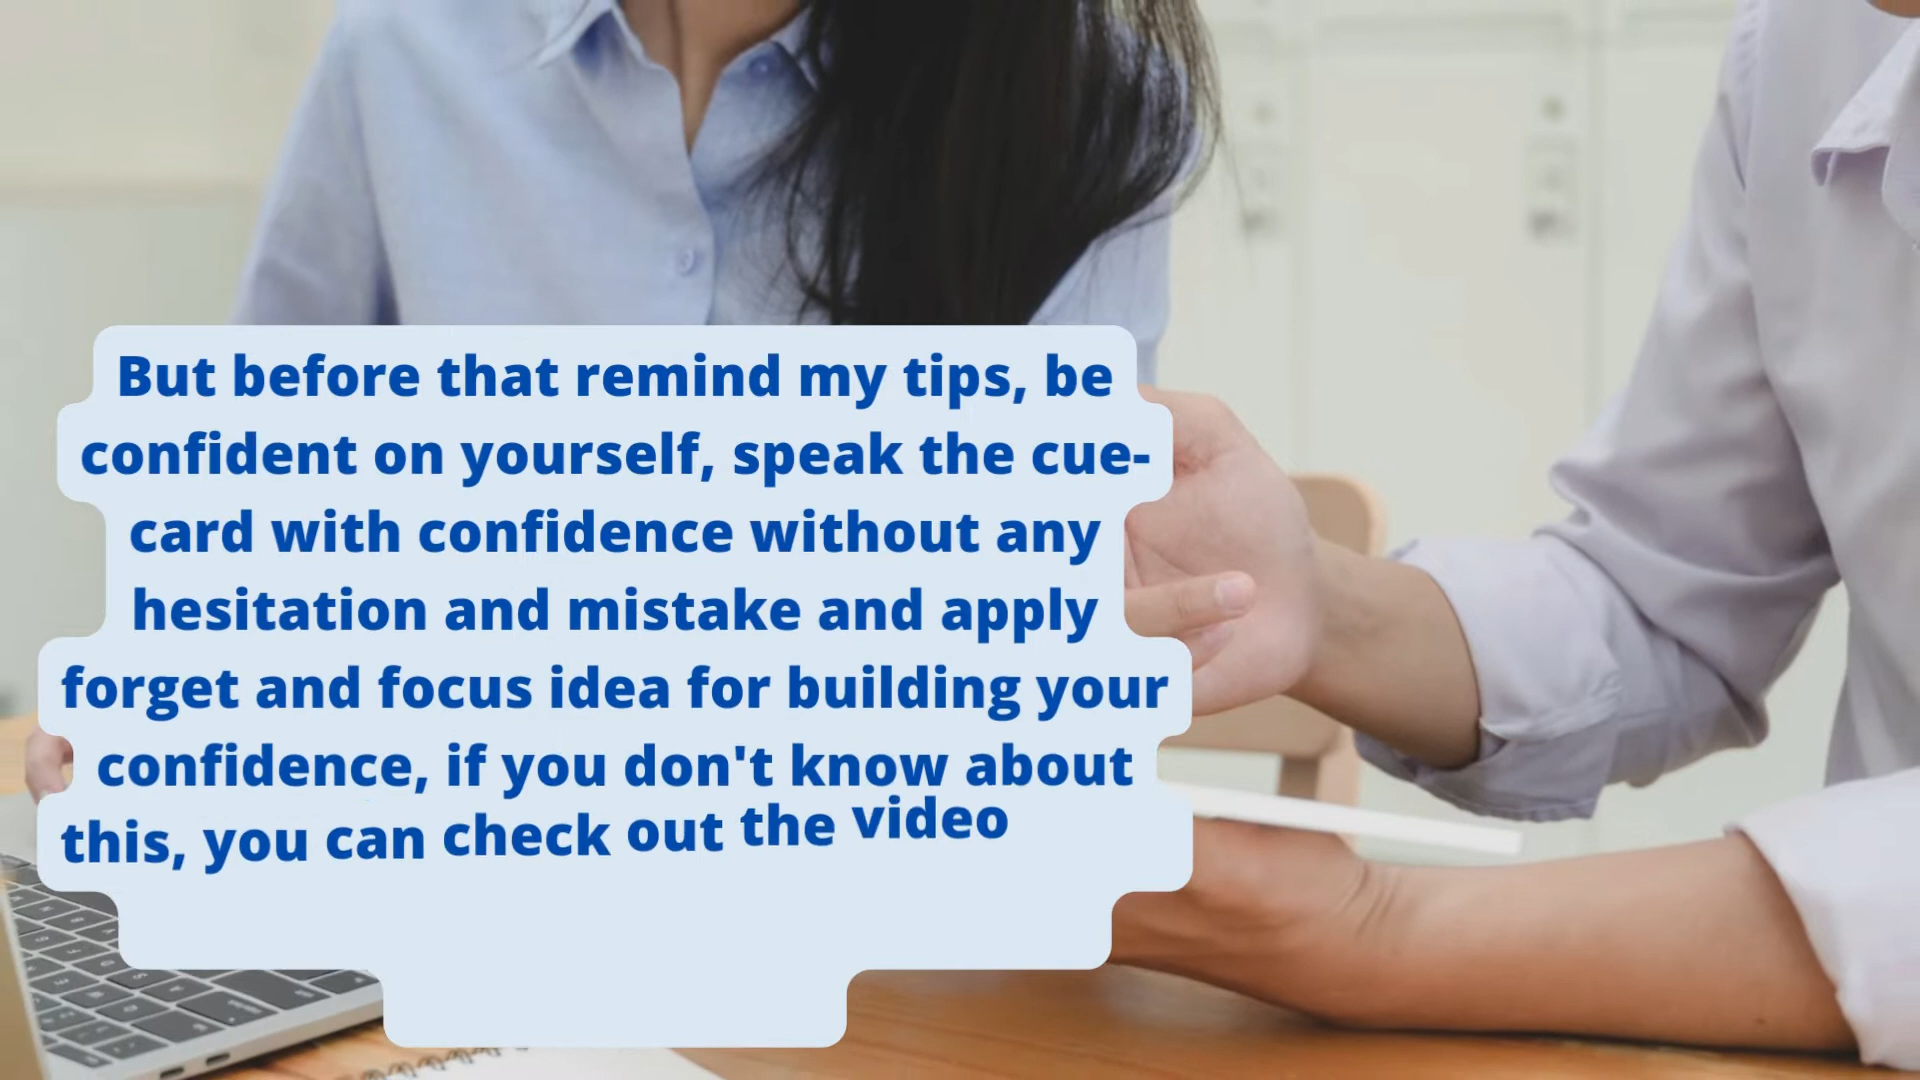 But before that remind my tips, be
confident on yourself, speak the cue-
card with confidence without any
hesitation and mistake and apply
forget and focus idea for building your
confidence, if you don't know about
this, you can check out the video